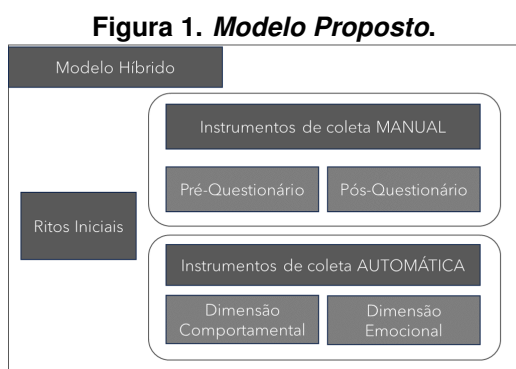 Figura 1. Modelo Proposto.
Modelo Híbrido
Instrumentos de coleta MANUAL
Pré-Questionário
Pós-Questionário
Ritos Iniciais
Instrumentos de coleta AUTOMÁTICA
Dimensão
Comportamental
Dimensão
Emocional